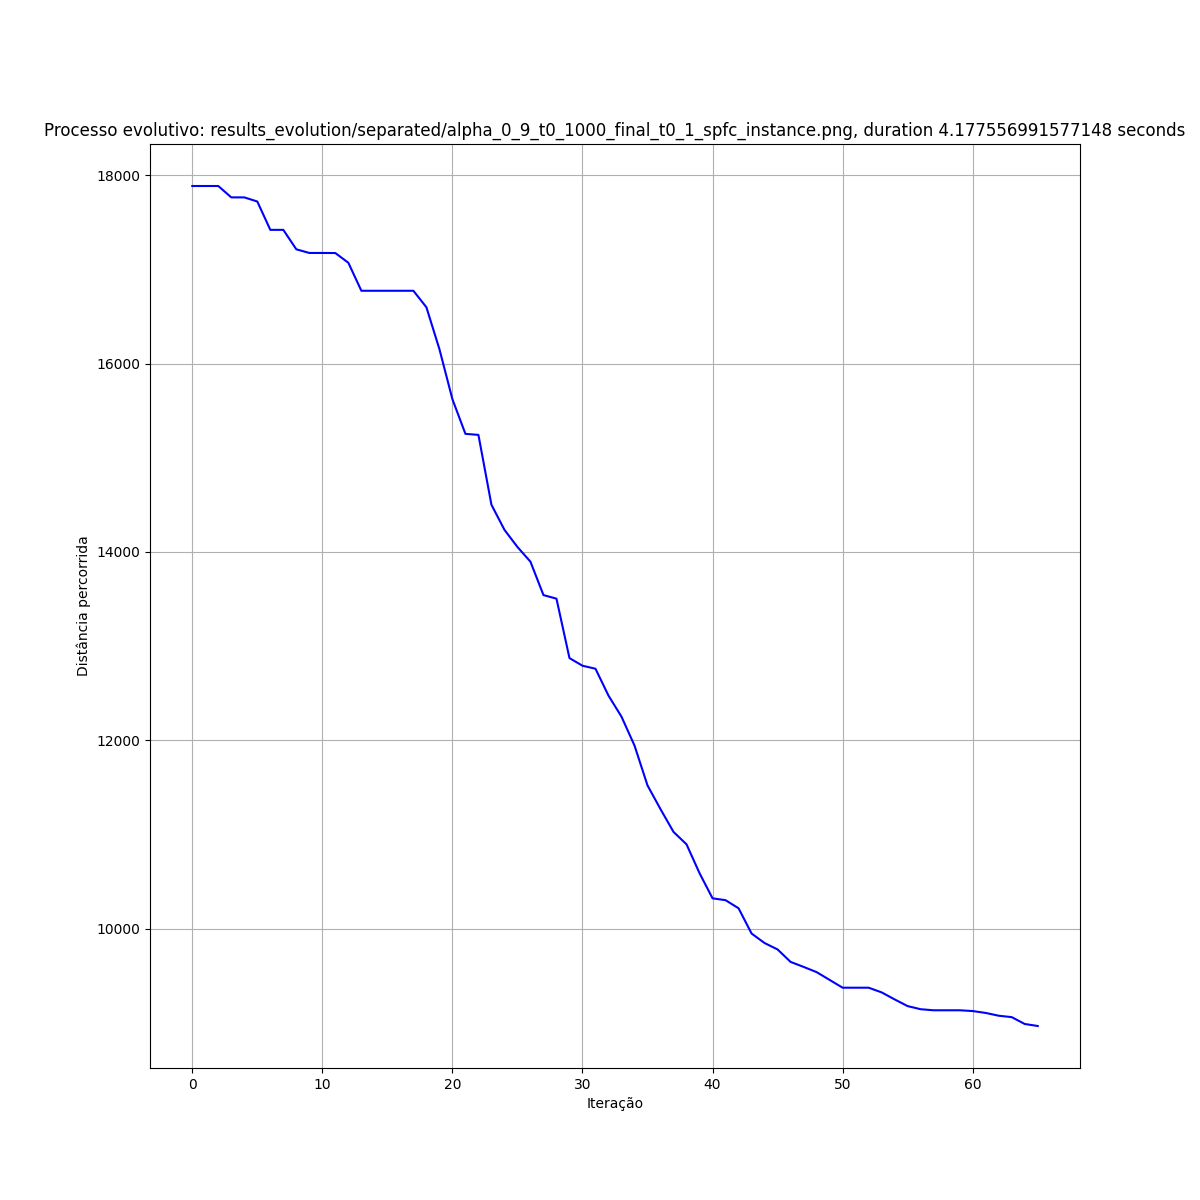 Processo evolutivo: results_evolution/separated/alpha_0_9_t0_1000_final_t0_1_spfc_instance.png, duration 4.177556991577148 seconds
18000
16000
14000
12000
10000
Distância percorrida
0 10 20 30 40 50 60
Iteração